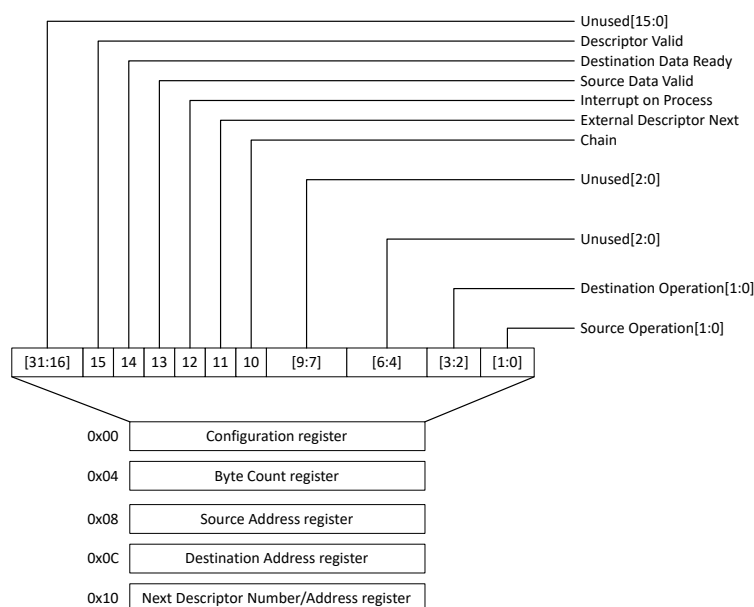 Unused[15:0]
Descriptor Valid
Destination Data Ready
Source Data Valid
Interrupt on Process
External Descriptor Next
Chain
Unused[2:0]
Unused[2:0]
Destination Operation[1:0]
Source Operation[1:0]
[31:16] 15 14 13 12 11 10 [9:7] [6:4] [3:2] [1:0]
0x00 Configuration register
0x04 Byte Count register
0x08 Source Address register
0x0C Destination Address register
0x10 Next Descriptor Number/Address register